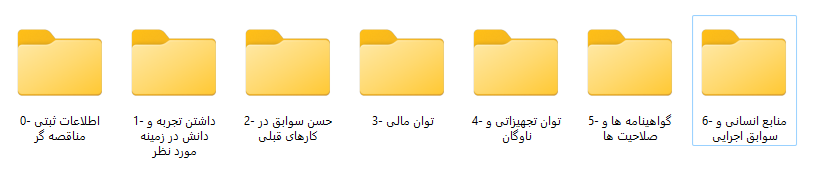 0- اطلاعات ثبتی
مناقصه گر
1- داشتن تجربه و
دانش در زمینه
مورد نظر
2- حسن سوابق در
کارهای قبلی
3- توان مالی
4- توان تجهیزاتی و
ناوگان
5- گواهینامه ها و
صلاحیت ها
6- منابع انسانی و
سوابق اجرایی